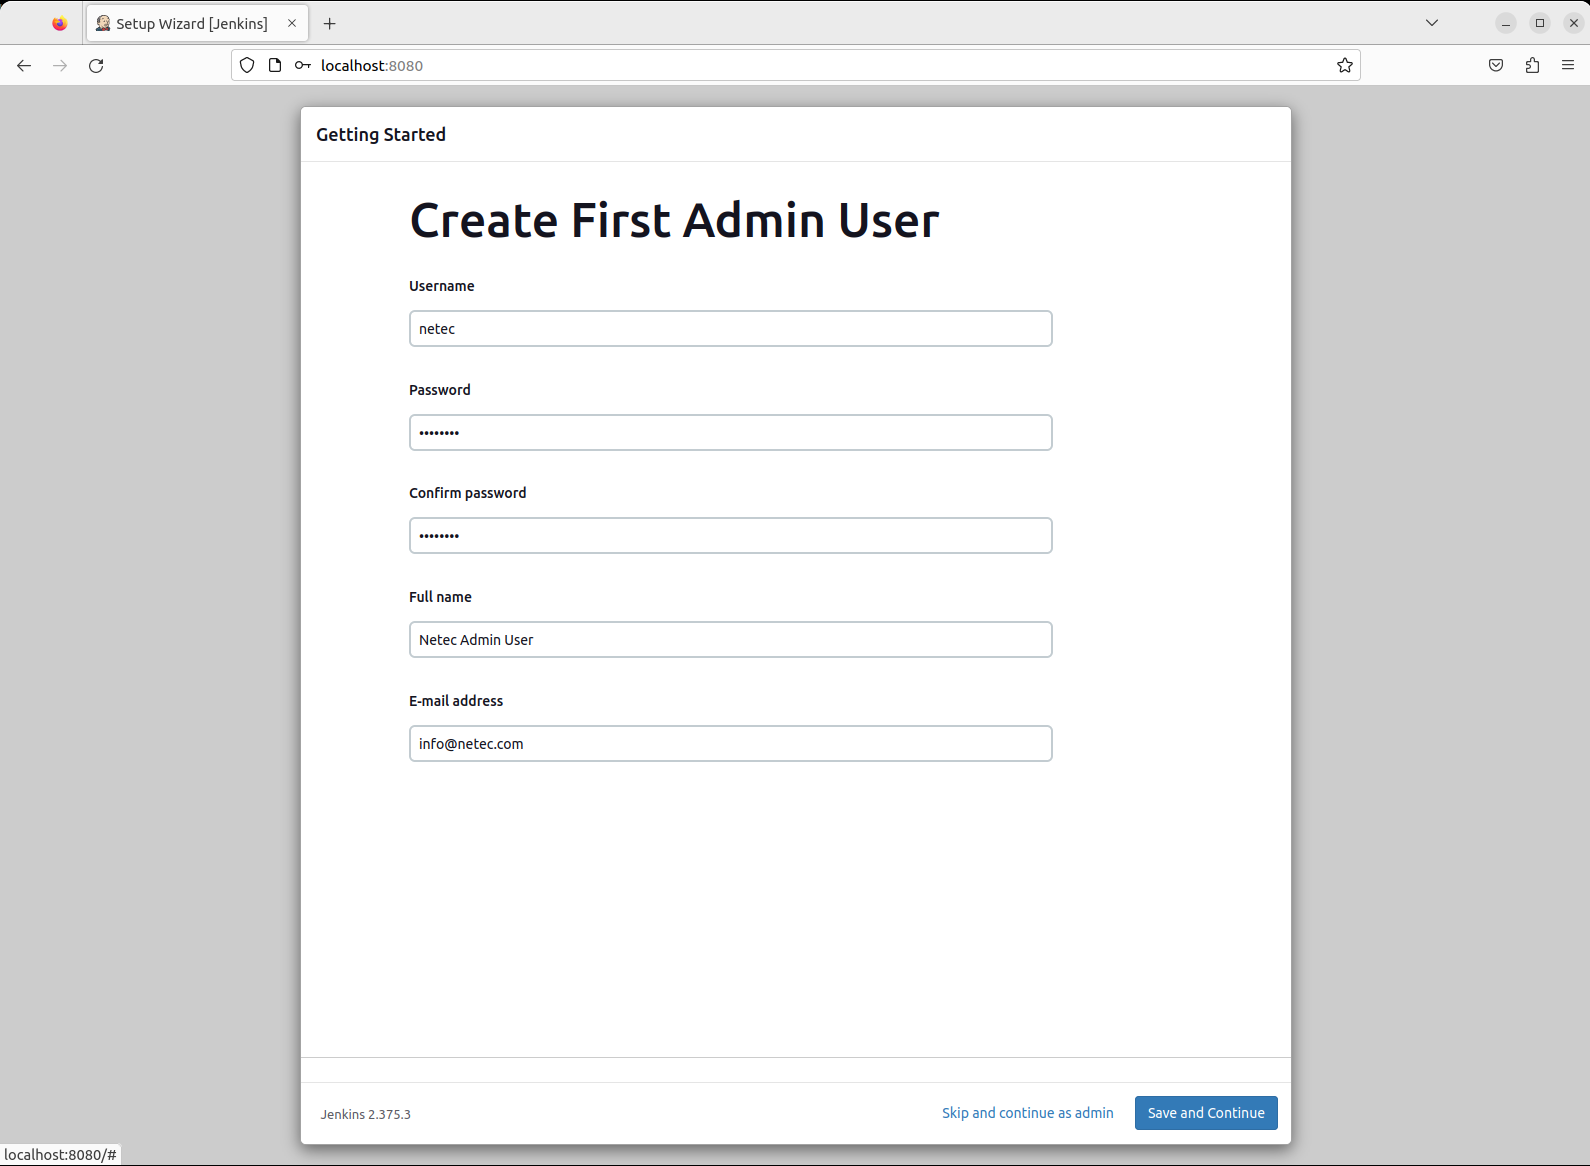 Setup Wizard [Jenkins]
localhost:8080
Getting Started
Create First Admin User
Username
netec
Password
••••••••
Confirm password
••••••••
Full name
Netec Admin User
E-mail address
info@netec.com
Jenkins 2.375.3
Skip and continue as admin
Save and Continue
localhost:8080/#